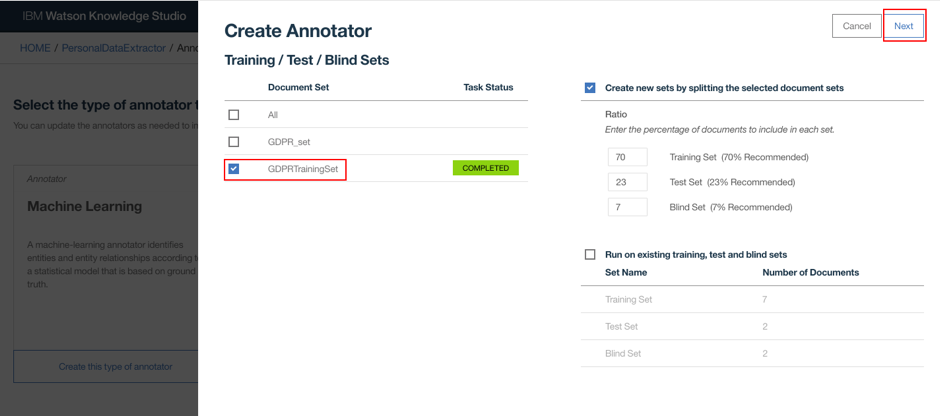 IBM Watson Knowledge Studio
HOME / PersonalDataExtractor / Anno
Select the type of annotator t
You can update the annotators as needed to in
Annotator
Machine Learning
A machine-learning annotator identifies
entities and entity relationships according to
a statistical model that is based on ground
truth.
Create this type of annotator
Create Annotator
Cancel
Next
Training / Test / Blind Sets
Document Set Task Status
All
GDPR_set
GDPRTrainingSet COMPLETED
Create new sets by splitting the selected document sets
Ratio
Enter the percentage of documents to include in each set.
70 Training Set (70% Recommended)
23 Test Set (23% Recommended)
7 Blind Set (7% Recommended)
Run on existing training, test and blind sets
Set Name Number of Documents
Training Set 7
Test Set 2
Blind Set 2